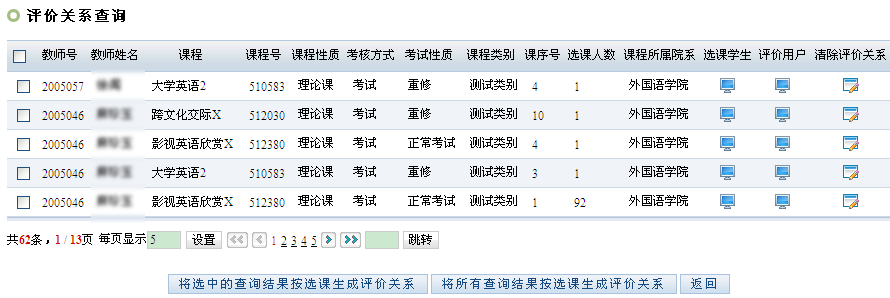 评价关系查询
教师号 教师姓名 课程 课程号 课程性质 考核方式 考试性质 课程类别 课序号 选课人数 课程所属院系 选课学生 评价用户 清除评价关系
2005057 大学英语2 510583 理论课 考试 重修 测试类别 4 1 外国语学院
2005046 跨文化交际X 512030 理论课 考试 重修 测试类别 10 1 外国语学院
2005046 影视英语欣赏X 512380 理论课 考试 正常考试 测试类别 4 1 外国语学院
2005046 大学英语2 510583 理论课 考试 重修 测试类别 3 1 外国语学院
2005046 影视英语欣赏X 512380 理论课 考试 正常考试 测试类别 1 92 外国语学院
共62条，1 / 13页 每页显示 5 设置 1 2 3 4 5 跳转
将选中的查询结果按选课生成评价关系 将所有查询结果按选课生成评价关系 返回